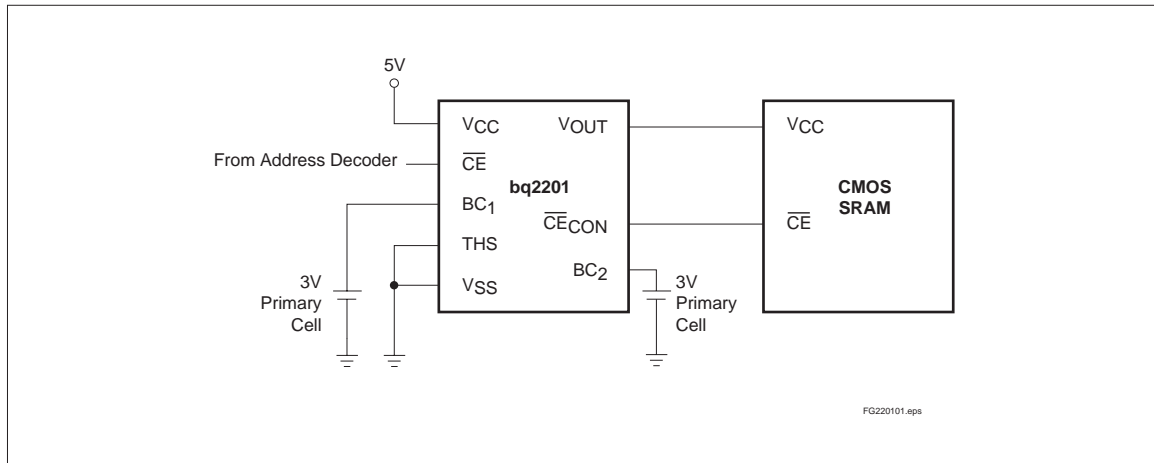 5V
VCC
VOUT
VCC
From Address Decoder
CE
bq2201
CMOS
SRAM
BC1
CECON
CE
THS
BC2
VSS
3V
Primary
Cell
3V
Primary
Cell
FG220101.eps